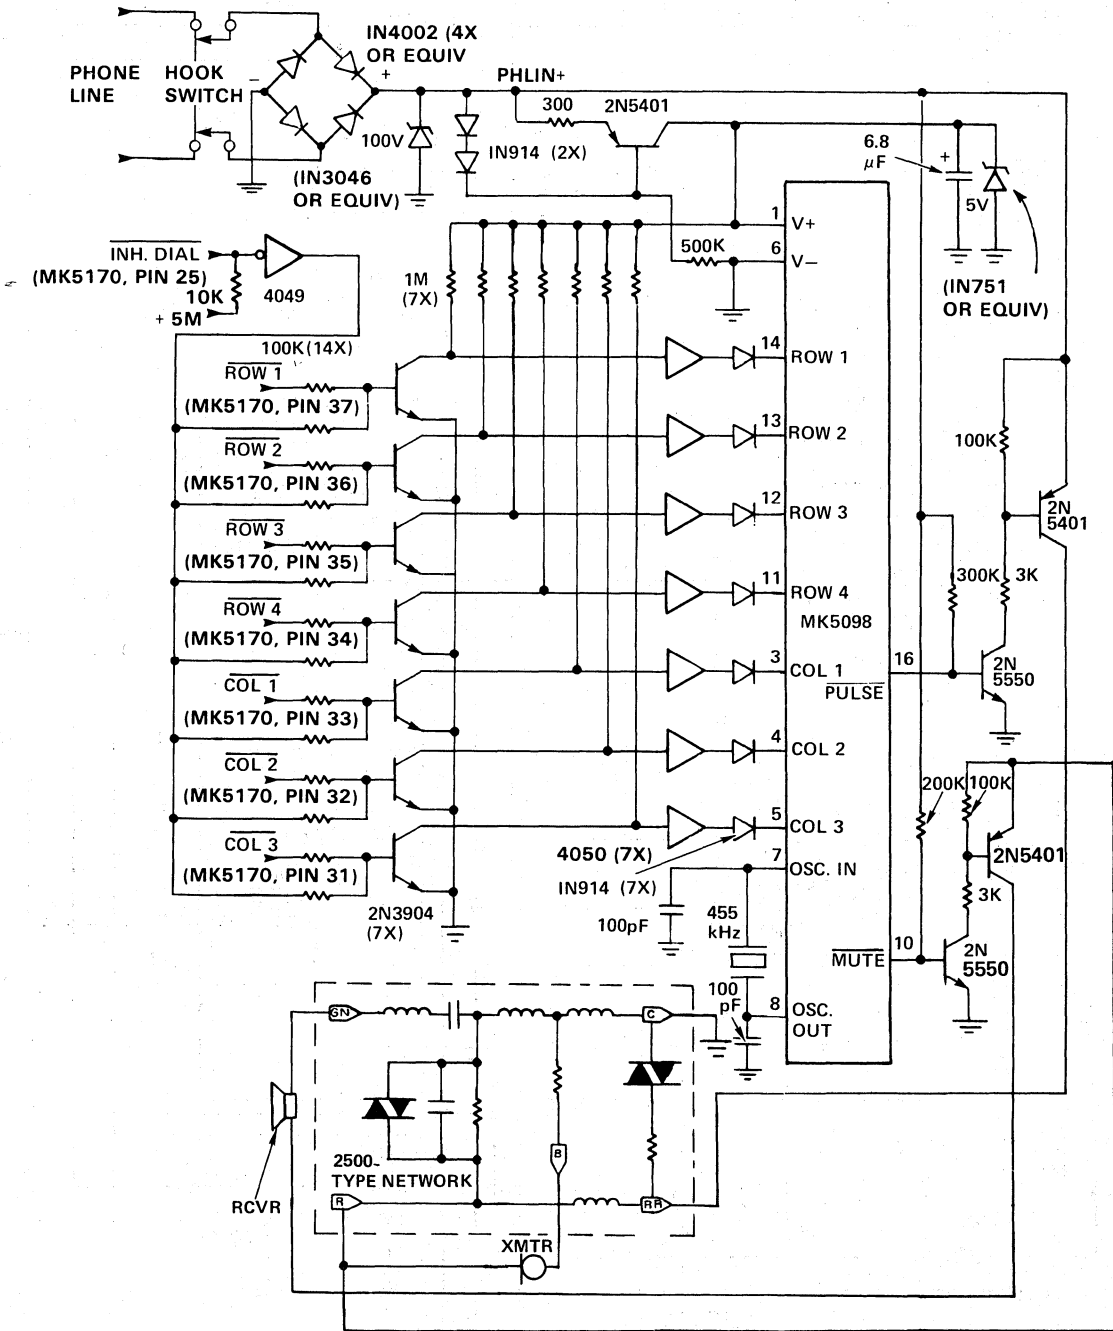 IN4002 (4X
OR EQUIV
PHONE
LINE
HOOK
SWITCH
−
+
PHLIN+
300
2N5401
100V
IN914 (2X)
6.8
μF
+
5V
(IN3046
OR EQUIV)
1
V+
6
V−
500K
INH. DIAL
(MK5170, PIN 25)
10K
+ 5M
4049
1M
(7X)
(IN751
OR EQUIV)
100K(14X)
ROW 1
(MK5170, PIN 37)
14
ROW 1
ROW 2
(MK5170, PIN 36)
13
ROW 2
100K
ROW 3
(MK5170, PIN 35)
12
ROW 3
2N
5401
ROW 4
(MK5170, PIN 34)
11
ROW 4
MK5098
300K
3K
COL 1
(MK5170, PIN 33)
3
COL 1
PULSE
16
2N
5550
COL 2
(MK5170, PIN 32)
4
COL 2
200K
100K
COL 3
(MK5170, PIN 31)
5
COL 3
2N5401
4050 (7X)
IN914 (7X)
7
OSC. IN
2N3904
(7X)
100pF
455
kHz
3K
MUTE
10
2N
5550
100
pF
8
OSC.
OUT
GN
C
B
2500-
TYPE NETWORK
R
RR
RCVR
XMTR